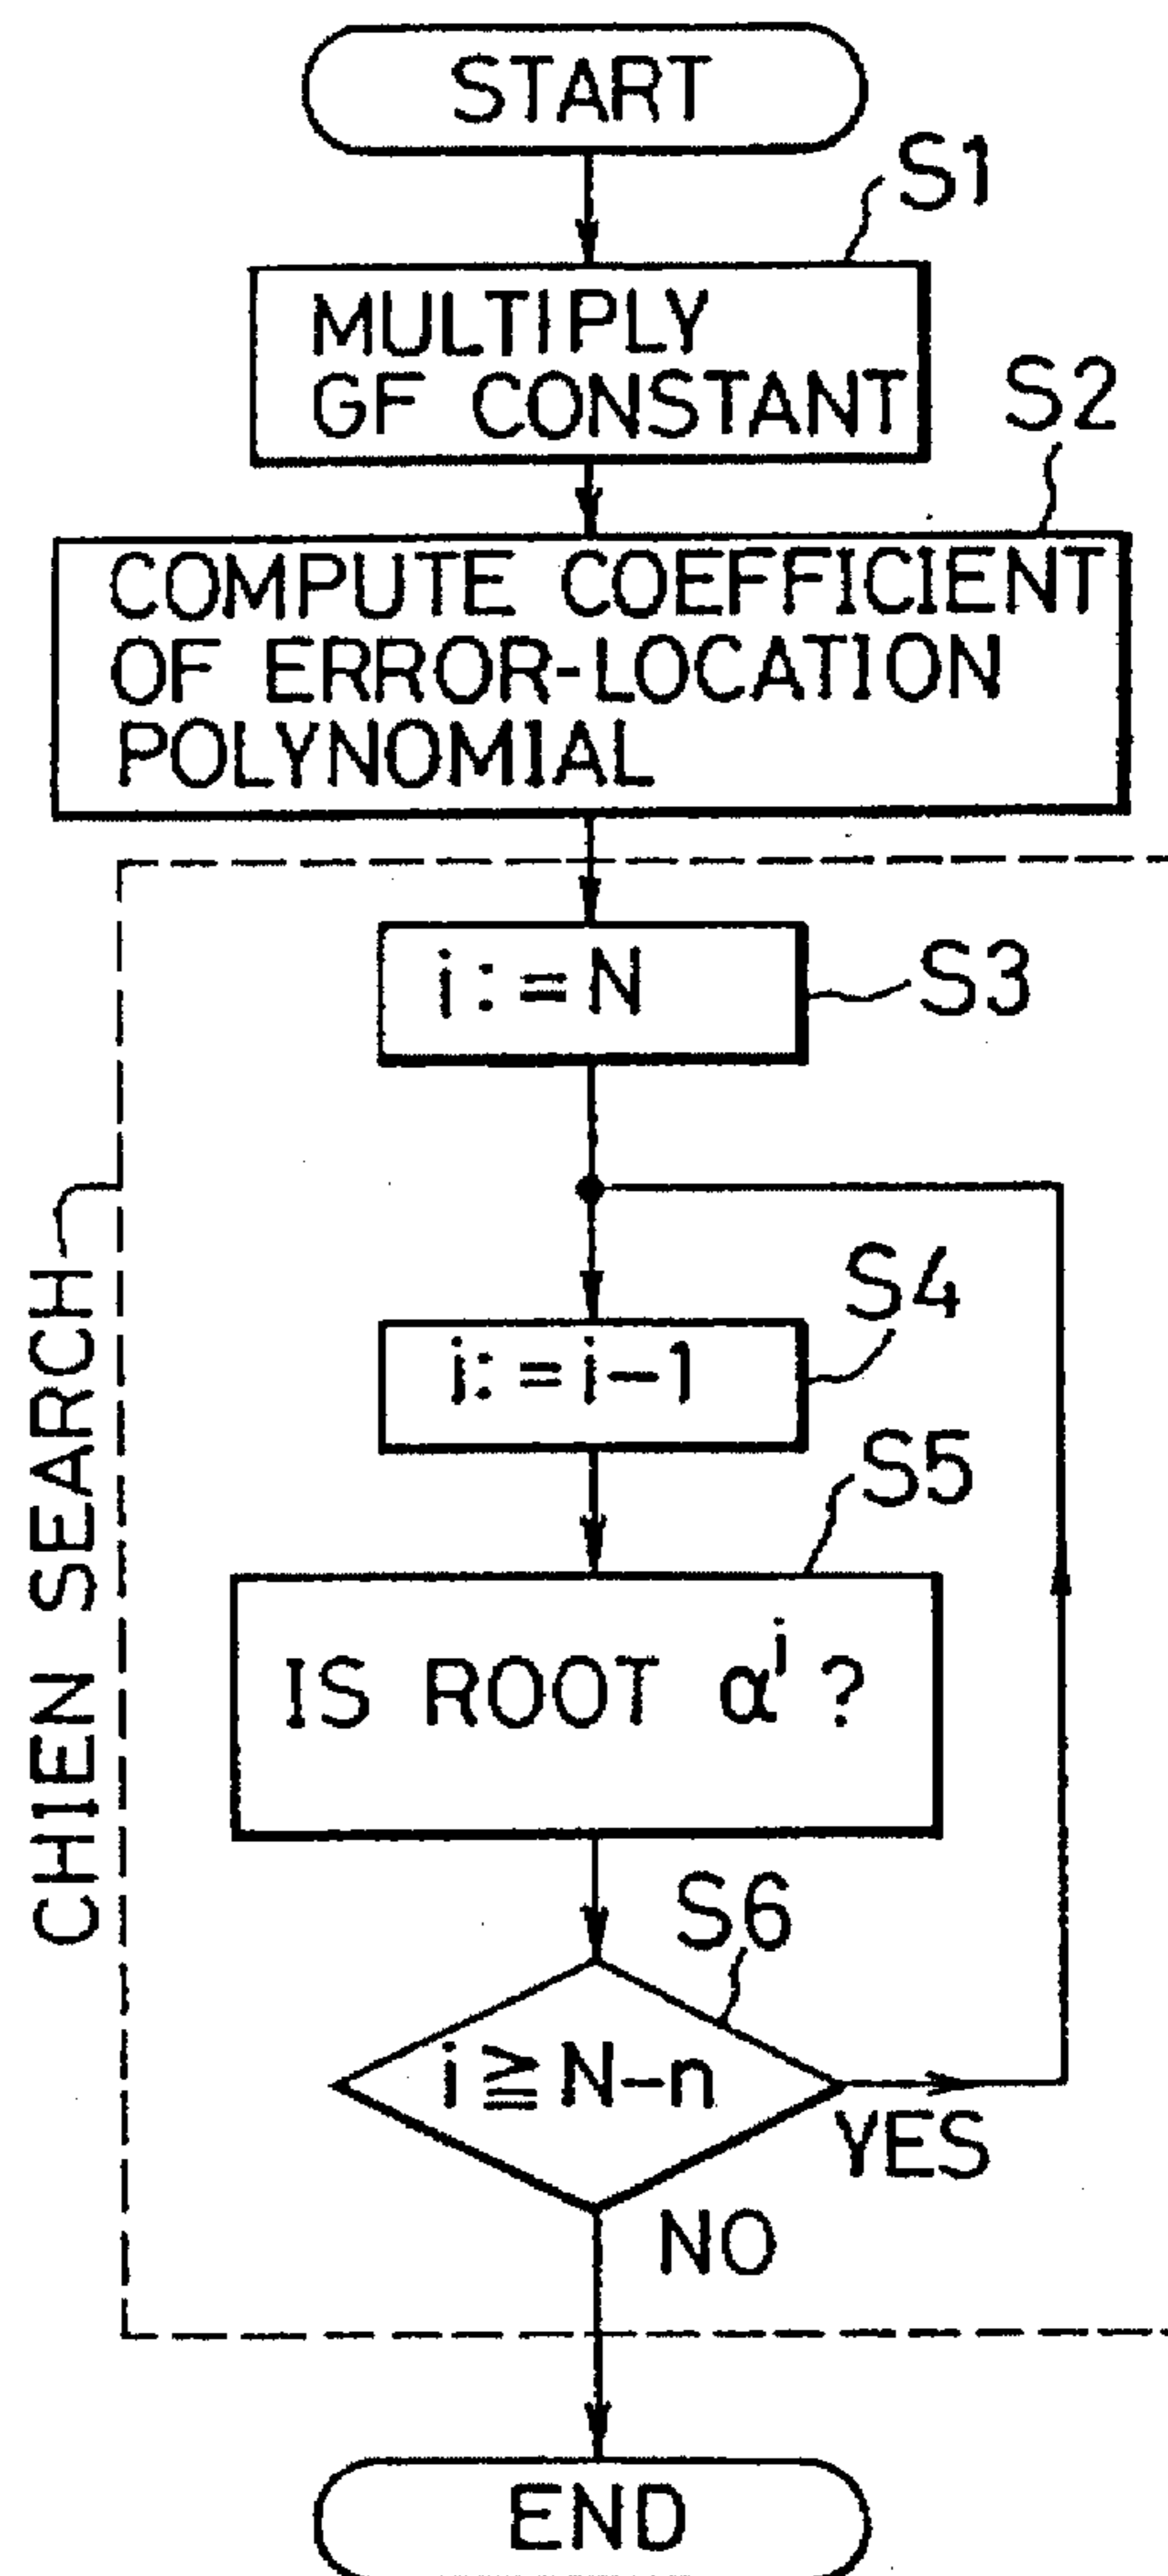 START
S1
MULTIPLY
GF CONSTANT
S2
COMPUTE COEFFICIENT
OF ERROR-LOCATION
POLYNOMIAL
i:=N
S3
CHIEN SEARCH
S4
i:=i-1
S5
IS ROOT αⁱ?
S6
i≧N-n
YES
NO
END